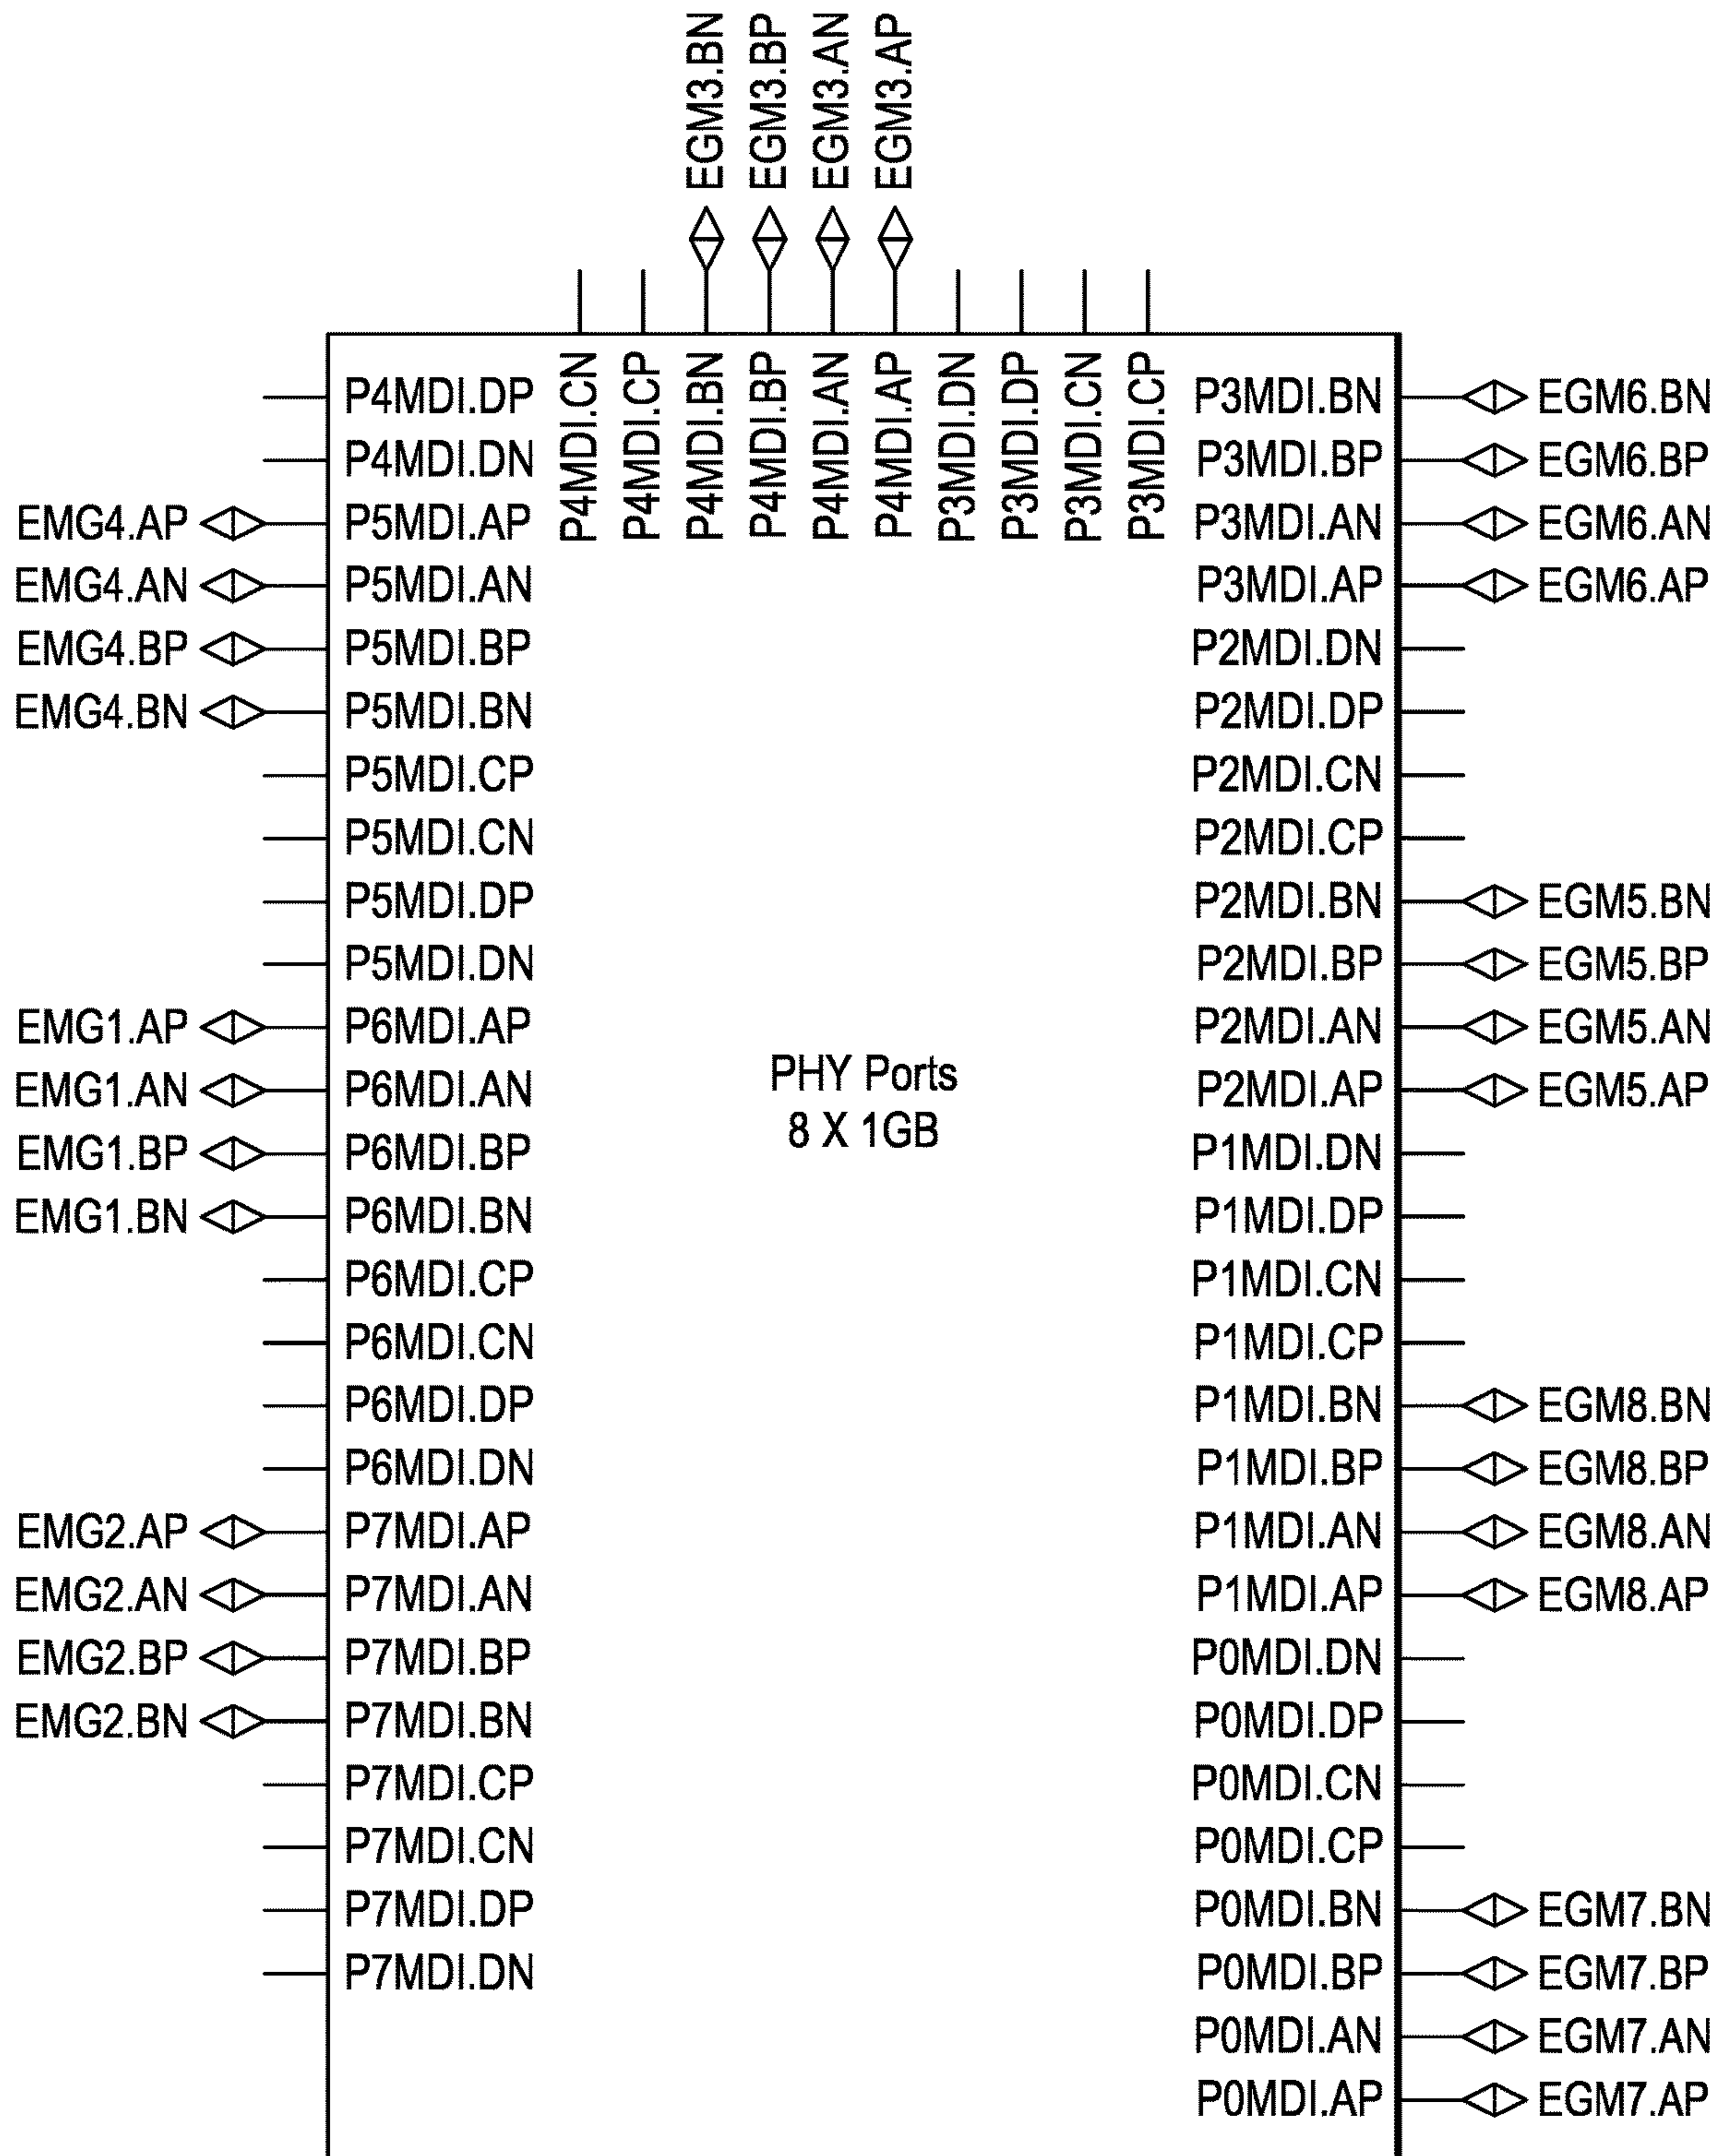 EGM3.BN
EGM3.BP
EGM3.AN
EGM3.AP
P4MDI.CN
P4MDI.CP
P4MDI.BN
P4MDI.BP
P4MDI.AN
P4MDI.AP
P3MDI.DN
P3MDI.DP
P3MDI.CN
P3MDI.CP
P4MDI.DP
P4MDI.DN
EMG4.AP P5MDI.AP
EMG4.AN P5MDI.AN
EMG4.BP P5MDI.BP
EMG4.BN P5MDI.BN
P5MDI.CP
P5MDI.CN
P5MDI.DP
P5MDI.DN
EMG1.AP P6MDI.AP
EMG1.AN P6MDI.AN
EMG1.BP P6MDI.BP
EMG1.BN P6MDI.BN
P6MDI.CP
P6MDI.CN
P6MDI.DP
P6MDI.DN
EMG2.AP P7MDI.AP
EMG2.AN P7MDI.AN
EMG2.BP P7MDI.BP
EMG2.BN P7MDI.BN
P7MDI.CP
P7MDI.CN
P7MDI.DP
P7MDI.DN
PHY Ports
8 X 1GB
P3MDI.BN EGM6.BN
P3MDI.BP EGM6.BP
P3MDI.AN EGM6.AN
P3MDI.AP EGM6.AP
P2MDI.DN
P2MDI.DP
P2MDI.CN
P2MDI.CP
P2MDI.BN EGM5.BN
P2MDI.BP EGM5.BP
P2MDI.AN EGM5.AN
P2MDI.AP EGM5.AP
P1MDI.DN
P1MDI.DP
P1MDI.CN
P1MDI.CP
P1MDI.BN EGM8.BN
P1MDI.BP EGM8.BP
P1MDI.AN EGM8.AN
P1MDI.AP EGM8.AP
P0MDI.DN
P0MDI.DP
P0MDI.CN
P0MDI.CP
P0MDI.BN EGM7.BN
P0MDI.BP EGM7.BP
P0MDI.AN EGM7.AN
P0MDI.AP EGM7.AP